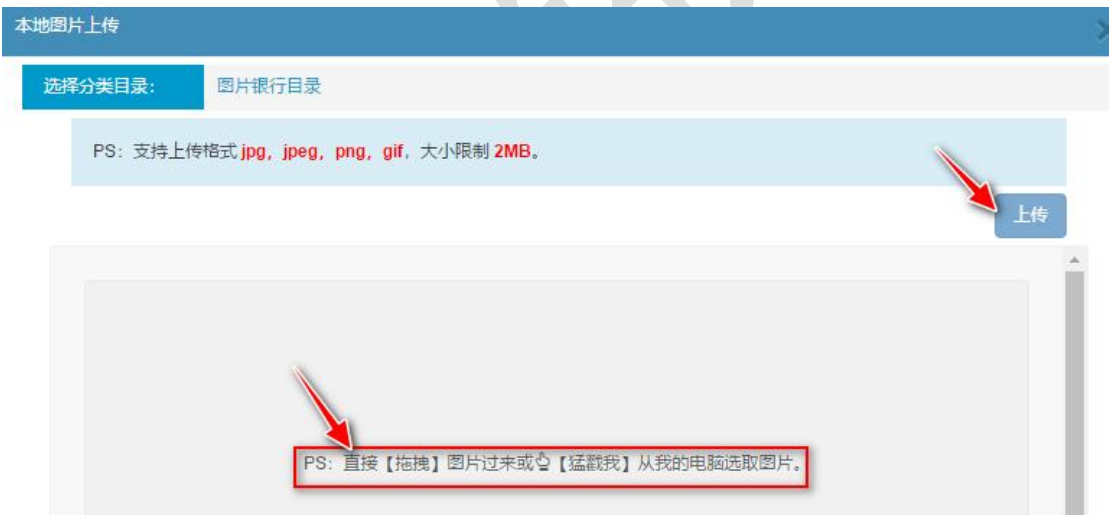 本地图片上传
选择分类目录: 图片银行目录
PS: 支持上传格式 jpg, jpeg, png, gif, 大小限制 2MB。
上传
PS: 直接【拖拽】图片过来或【猛戳我】从我的电脑选取图片。